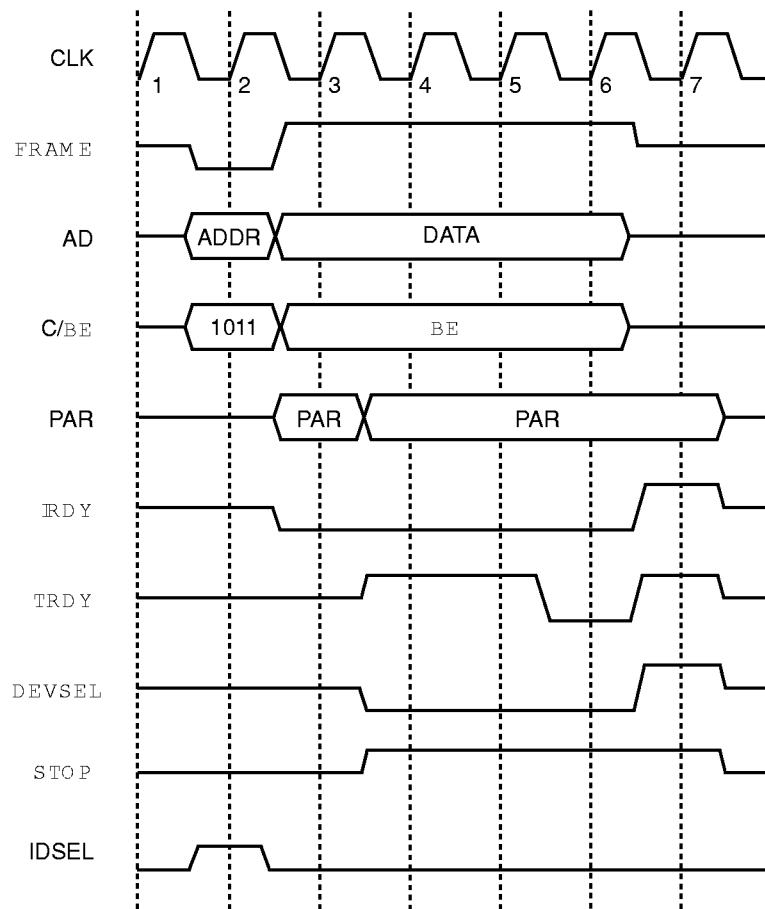 CLK
1 2 3 4 5 6 7
FRAME
AD ADDR DATA
C/BE 1011 BE
PAR PAR PAR
IRDY
TRDY
DEVSEL
STOP
IDSEL